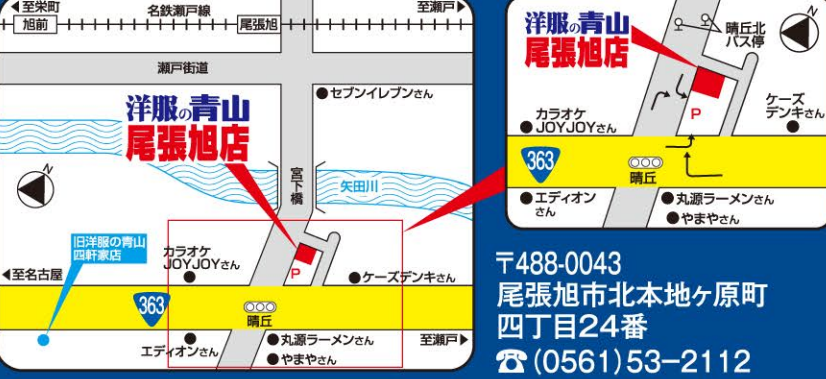 ◀至栄町
名鉄瀬戸線
至瀬戸▶
旭前
尾張旭
瀬戸街道
●セブンイレブンさん
洋服の青山
尾張旭店
N
宮下橋
矢田川
旧洋服の青山
四軒家店
カラオケ
JOYJOYさん
◀至名古屋
P
●ケーズデンキさん
363
晴丘
エディオンさん
●丸源ラーメンさん
●やまやさん
至瀬戸▶
洋服の青山
尾張旭店
晴丘北
バス停
N
カラオケ
●JOYJOYさん
P
ケーズ
デンキさん
363
晴丘
●エディオン
さん
●丸源ラーメンさん
●やまやさん
〒488-0043
尾張旭市北本地ヶ原町
四丁目24番
☎(0561)53-2112